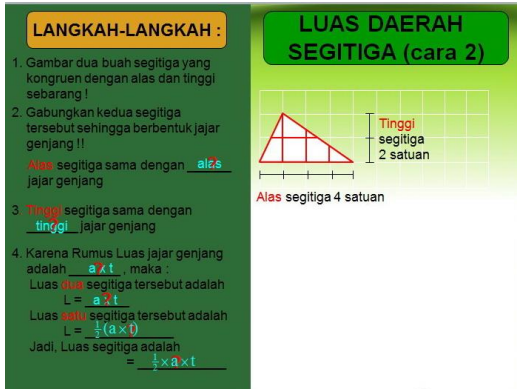 LANGKAH-LANGKAH :
1. Gambar dua buah segitiga yang
kongruen dengan alas dan tinggi
sebarang !
2. Gabungkan kedua segitiga
tersebut sehingga berbentuk jajar
genjang !!
Alas segitiga sama dengan alas
jajar genjang
3 Tinggi segitiga sama dengan
tinggi jajar genjang
4. Karena Rumus Luas jajar genjang
adalah a x t , maka :
Luas dua segitiga tersebut adalah
L = a t
Luas satu segitiga tersebut adalah
L = ½(a × t)
Jadi, Luas segitiga adalah
= ½ × a × t
LUAS DAERAH
SEGITIGA (cara 2)
Tinggi
segitiga
2 satuan
Alas segitiga 4 satuan